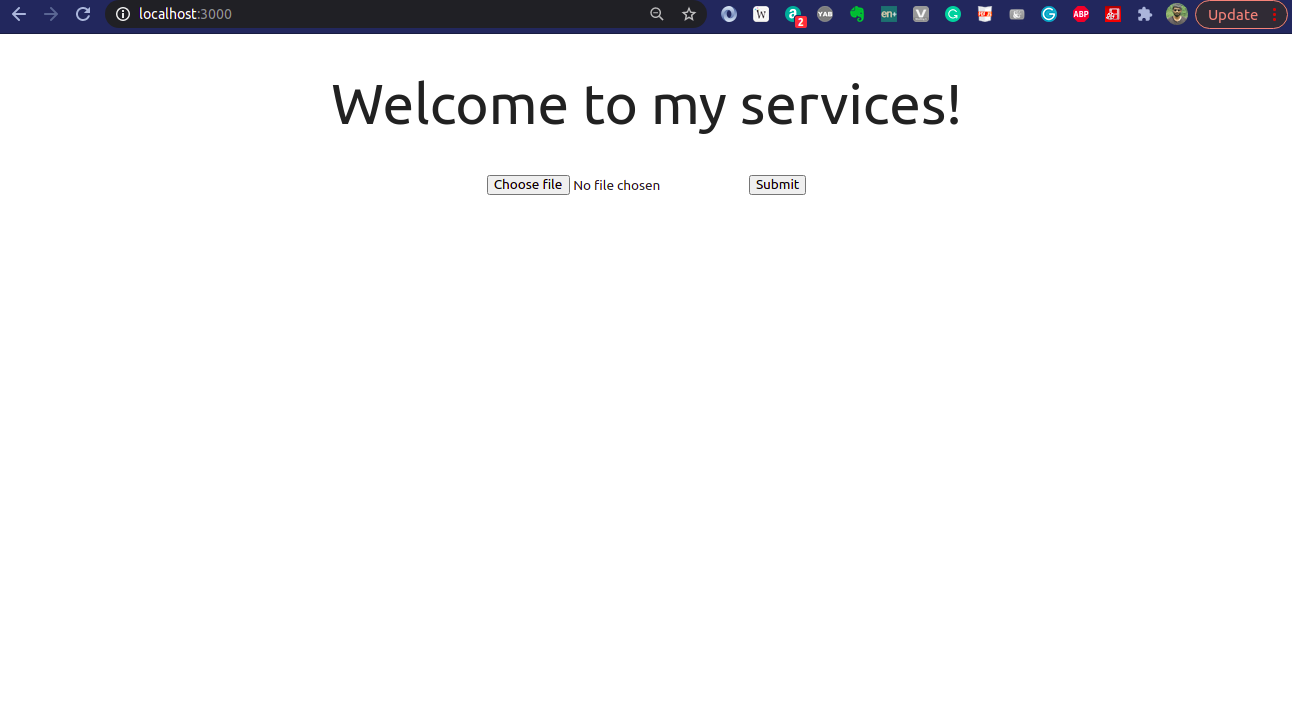 localhost:3000
W
a
2
YAB
en+
V
G
G
ABP
Update
Welcome to my services!
Choose file No file chosen Submit